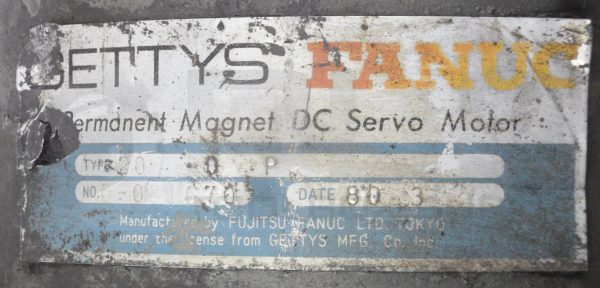 GETTYS FANUC
Permanent Magnet DC Servo Motor
TYPE 20 0 P
NO. DATE 80 3
Manufactured by FUJITSU FANUC LTD. TOKYO
under the license from GETTYS MFG. Co. Inc.